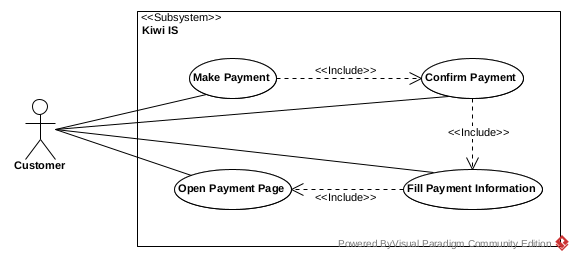 <<Subsystem>>
Kiwi IS
Make Payment
<<Include>>
Confirm Payment
<<Include>>
Customer
Open Payment Page
<<Include>>
Fill Payment Information
Powered ByVisual Paradigm Community Edition